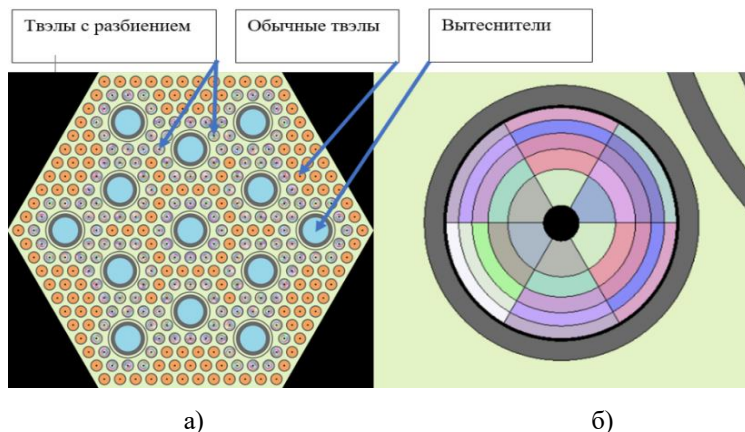 Твэлы с разбиением
Обычные твэлы
Вытеснители
а)
б)